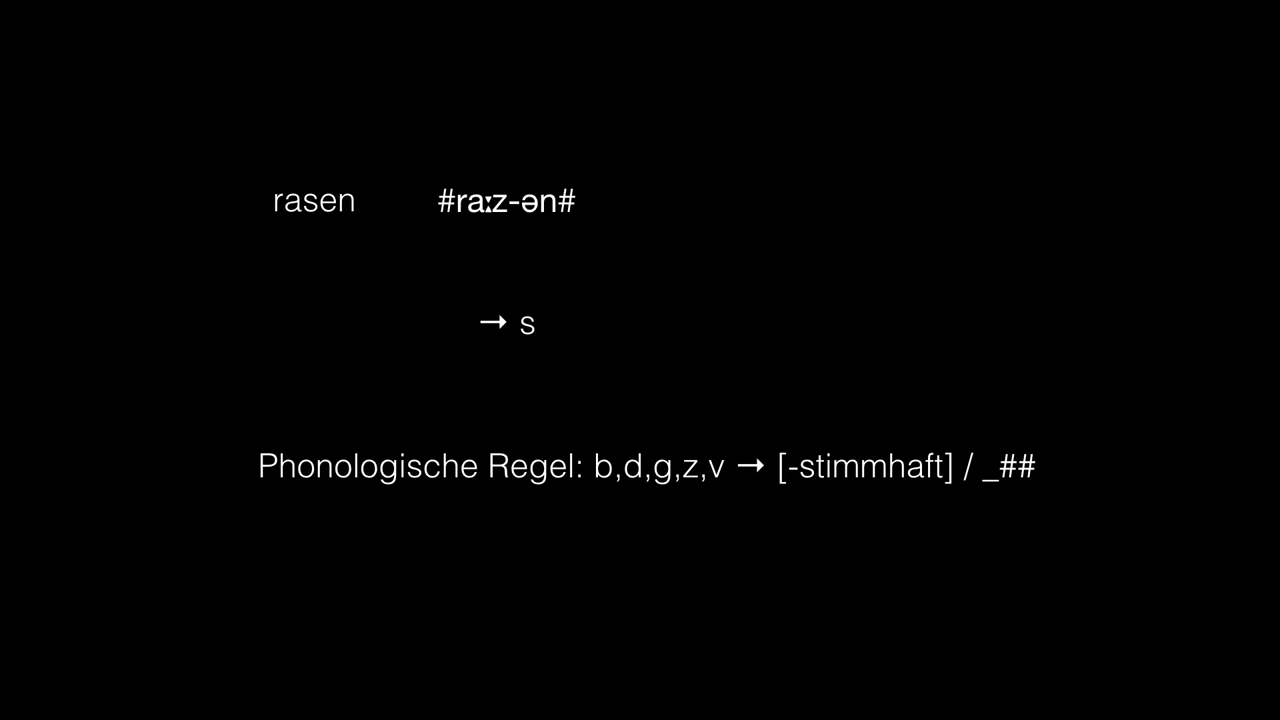 rasen #raːz-ən#
→ s
Phonologische Regel: b,d,g,z,v → [-stimmhaft] / _##